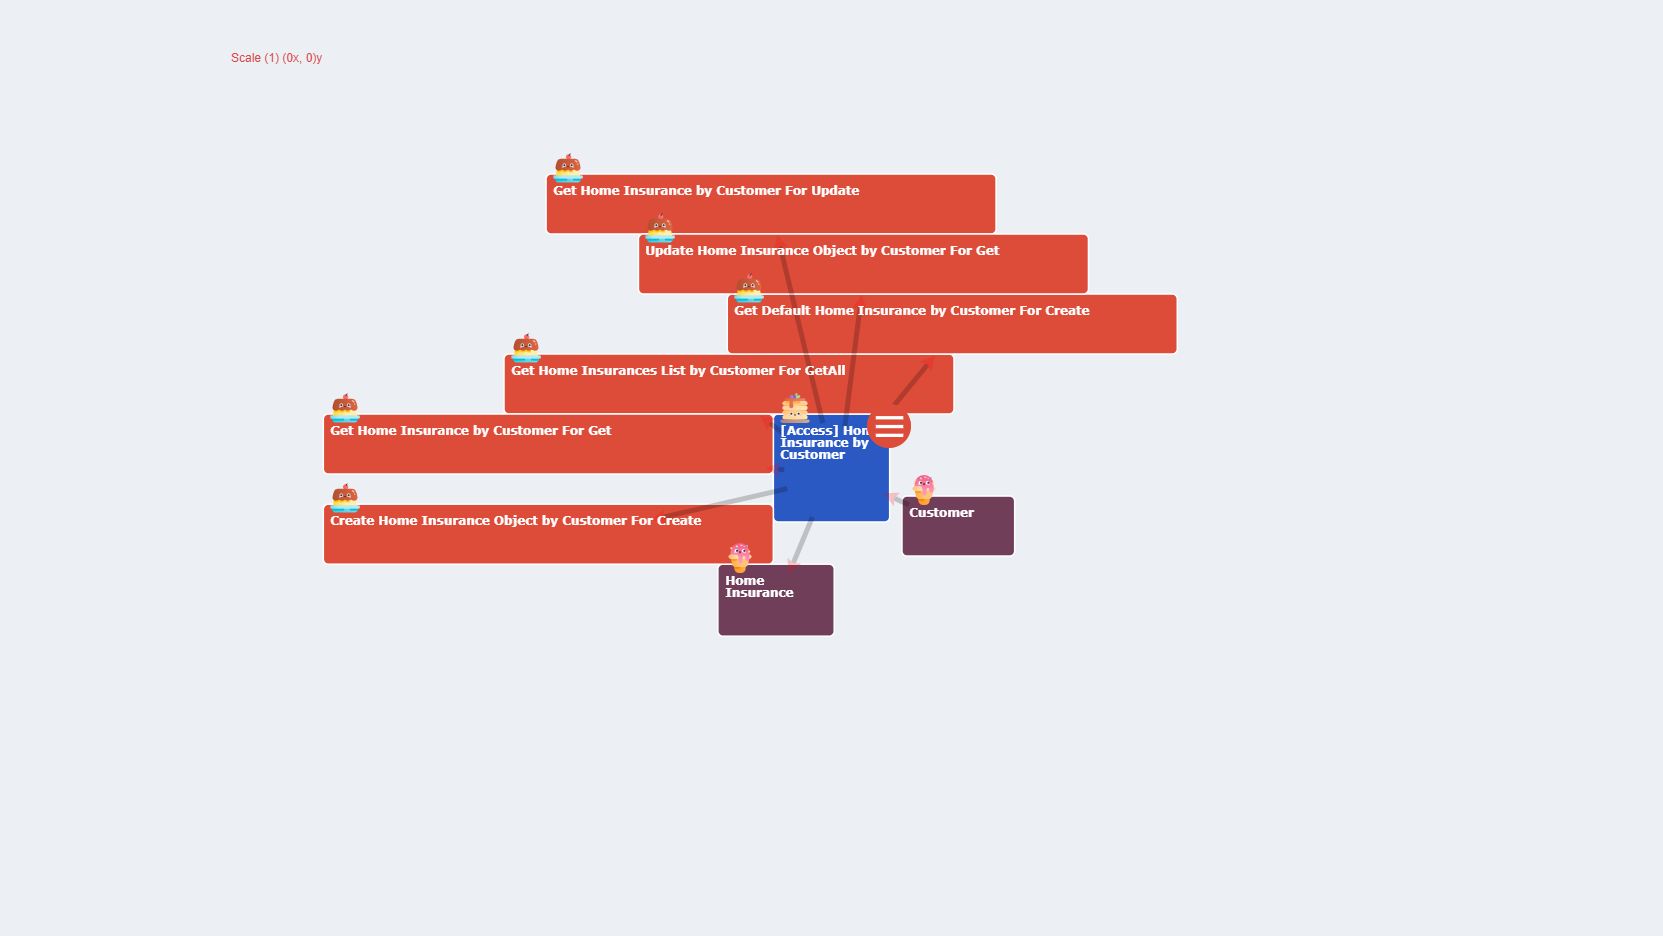 Scale (1) (0x, 0)y
Get Home Insurance by Customer For Update
Update Home Insurance Object by Customer For Get
Get Default Home Insurance by Customer For Create
Get Home Insurances List by Customer For GetAll
Get Home Insurance by Customer For Get
[Access] Hom
Insurance by
Customer
Customer
Create Home Insurance Object by Customer For Create
Home
Insurance